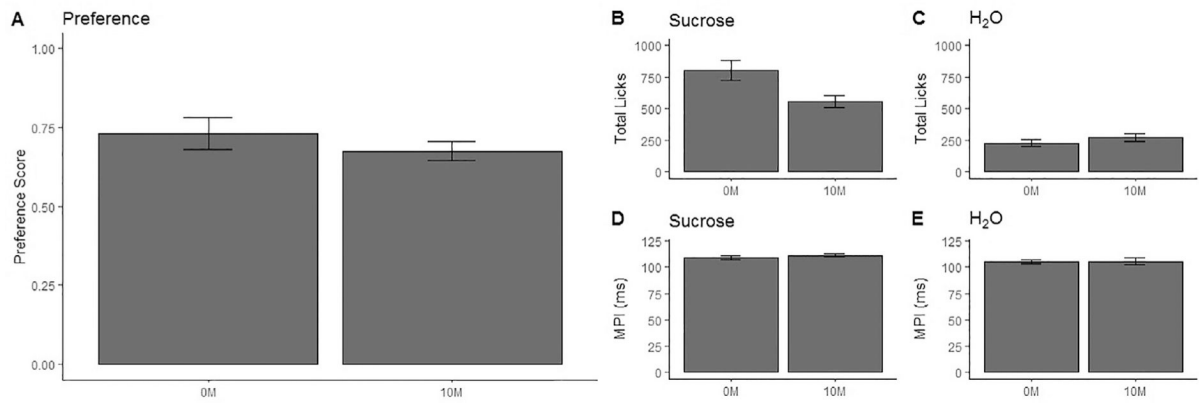 A Preference
Preference Score
1.00
0.75
0.50
0.25
0.00
0M 10M
B Sucrose
Total Licks
1000
750
500
250
0
0M 10M
C H₂O
Total Licks
1000
750
500
250
0
0M 10M
D Sucrose
MPI (ms)
125
100
75
50
25
0
0M 10M
E H₂O
MPI (ms)
125
100
75
50
25
0
0M 10M